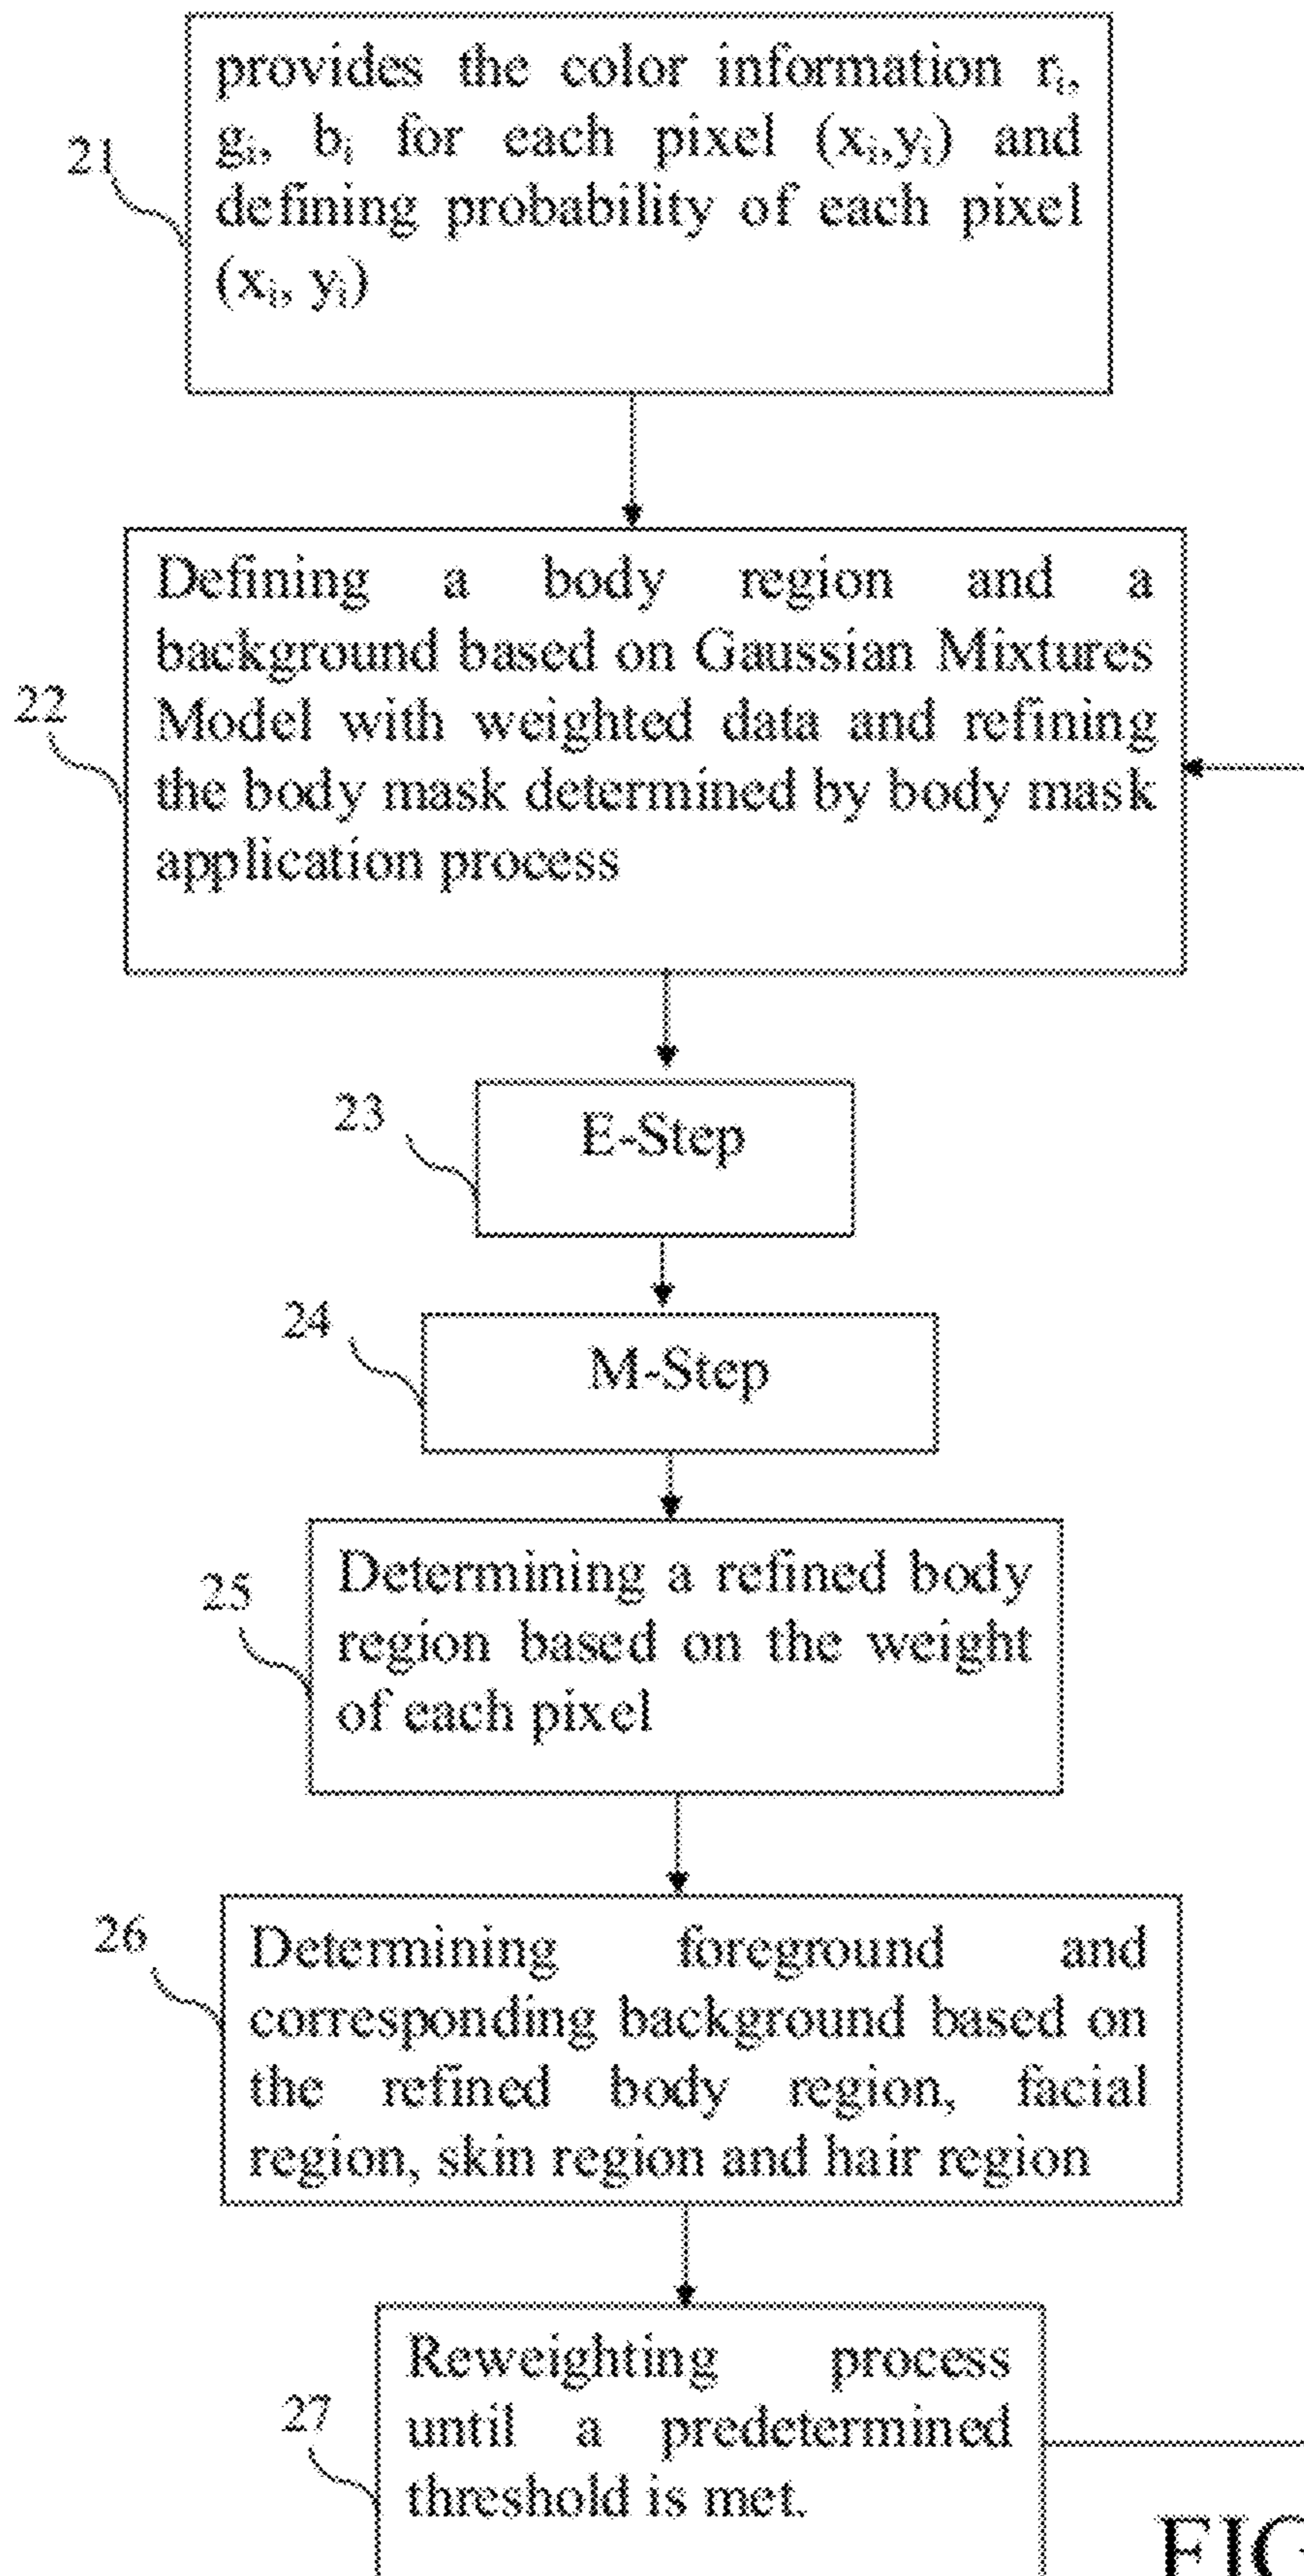 provides the color information rᵢ,
gᵢ, bᵢ for each pixel (xᵢ,yᵢ) and
defining probability of each pixel
(xᵢ, yᵢ)
21
Defining a body region and a
background based on Gaussian Mixtures
Model with weighted data and refining
the body mask determined by body mask
application process
22
23
E-Step
24
M-Step
25
Determining a refined body
region based on the weight
of each pixel
26
Determining foreground and
corresponding background based on
the refined body region, facial
region, skin region and hair region
27
Reweighting process
until a predetermined
threshold is met.